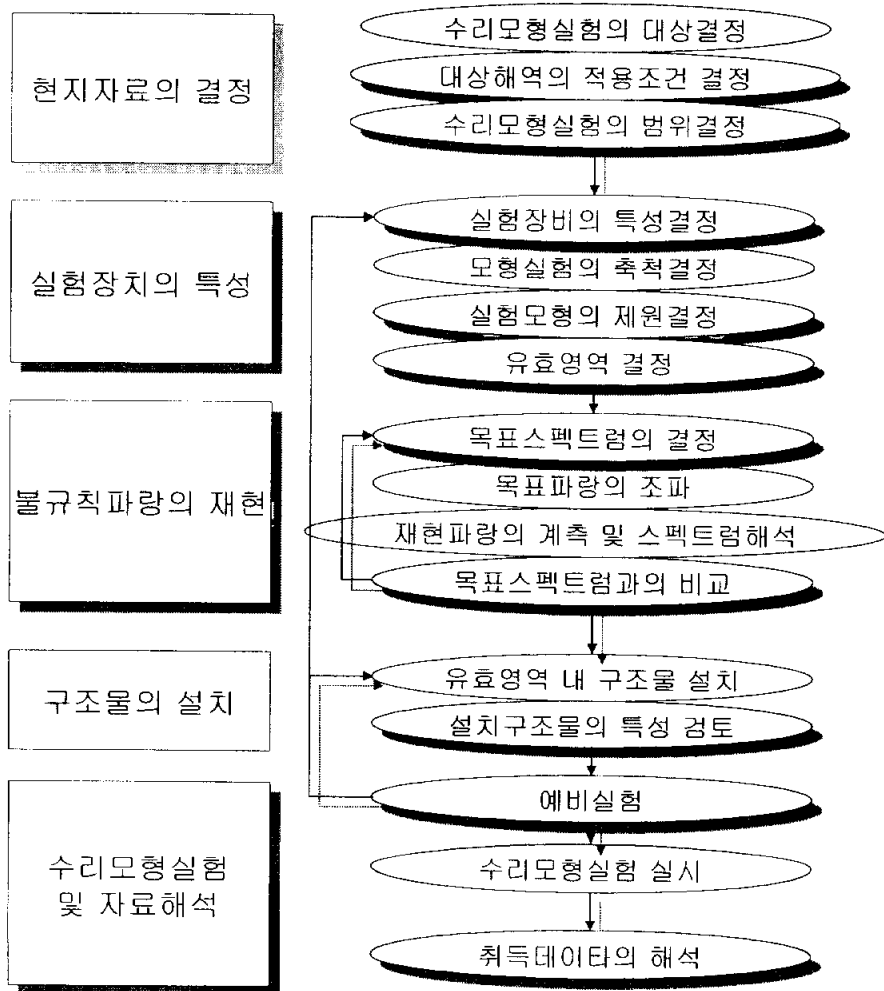 현지자료의 결정
수리모형실험의 대상결정
대상해역의 적용조건 결정
수리모형실험의 범위결정
실험장치의 특성
실험장비의 특성결정
모형실험의 축척결정
실험모형의 제원결정
유효영역 결정
불규칙파랑의 재현
목표스펙트럼의 결정
목표파랑의 조파
재현파랑의 계측 및 스펙트럼해석
목표스펙트럼과의 비교
구조물의 설치
유효영역 내 구조물 설치
설치구조물의 특성 검토
수리모형실험
및 자료해석
예비실험
수리모형실험 실시
취득데이타의 해석